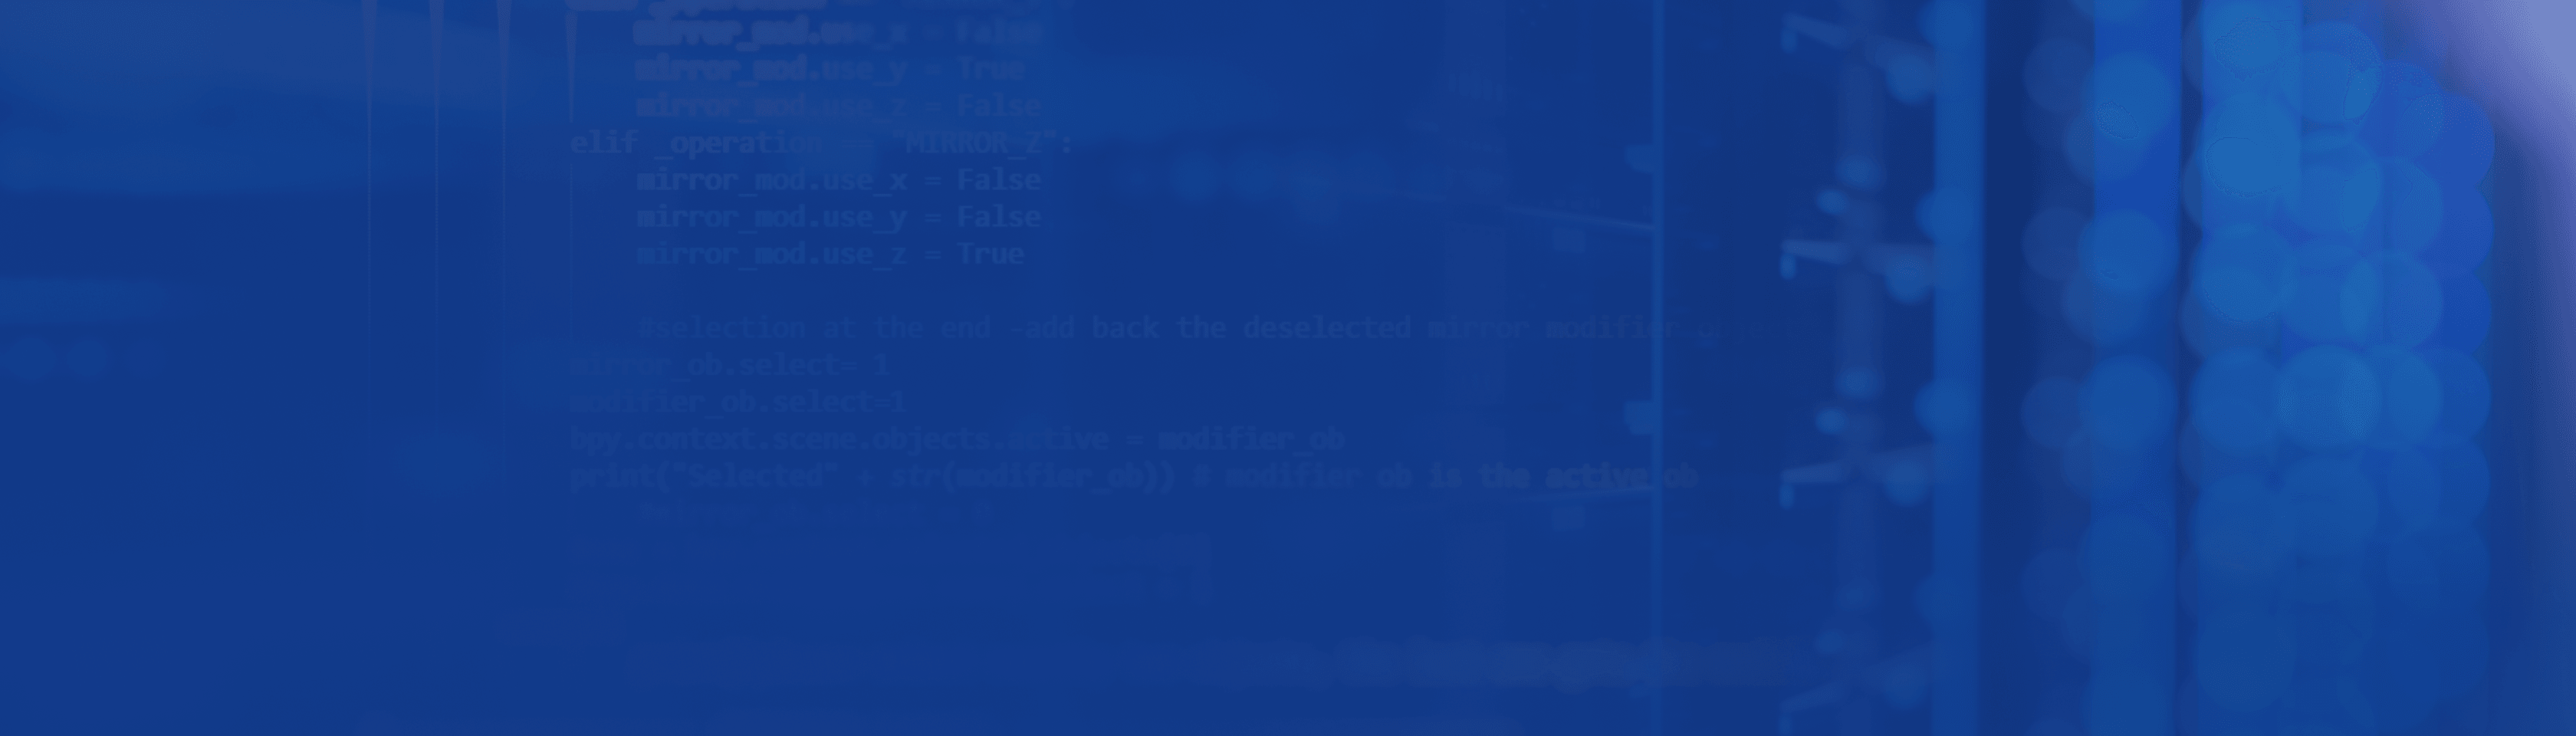 mirror_mod.use_x = False
mirror_mod.use_y = True
mirror_mod.use_z = False
elif _operation == "MIRROR_Z":
mirror_mod.use_x = False
mirror_mod.use_y = False
mirror_mod.use_z = True
#selection at the end -add back the deselected mirror modifier
mirror_ob.select= 1
modifier_ob.select=1
bpy.context.scene.objects.active = modifier_ob
print("Selected" + str(modifier_ob)) # modifier ob is the active ob